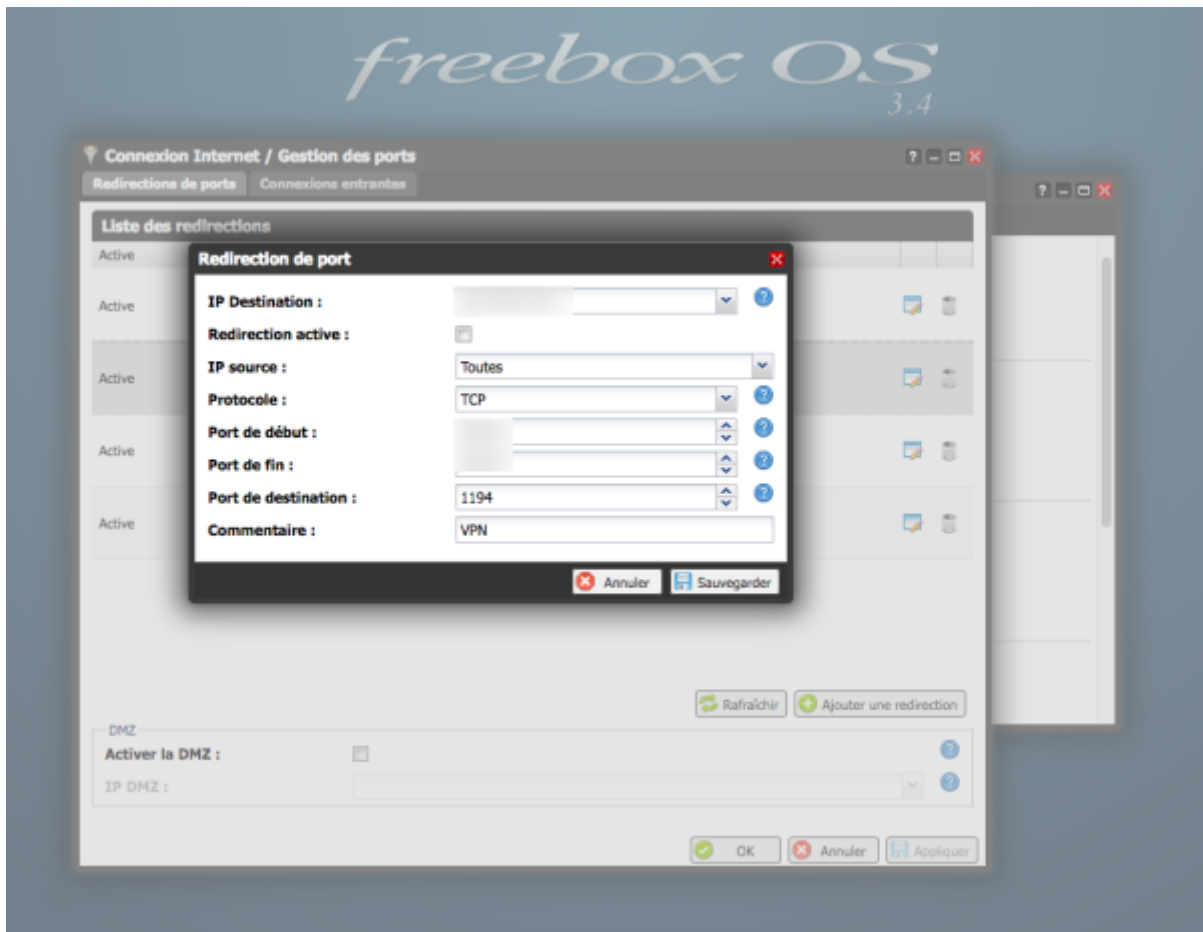 freebox OS
3.4
Connexion Internet / Gestion des ports
Redirections de ports Connexions entrantes
Liste des redirections
Active
Redirection de port
IP Destination :
Active
Redirection active :
IP source : Toutes
Active
Protocole : TCP
Port de début :
Active
Port de fin :
Port de destination : 1194
Active
Commentaire : VPN
Annuler Sauvegarder
Rafraîchir Ajouter une redirection
DMZ
Activer la DMZ :
IP DMZ :
OK Annuler Appliquer